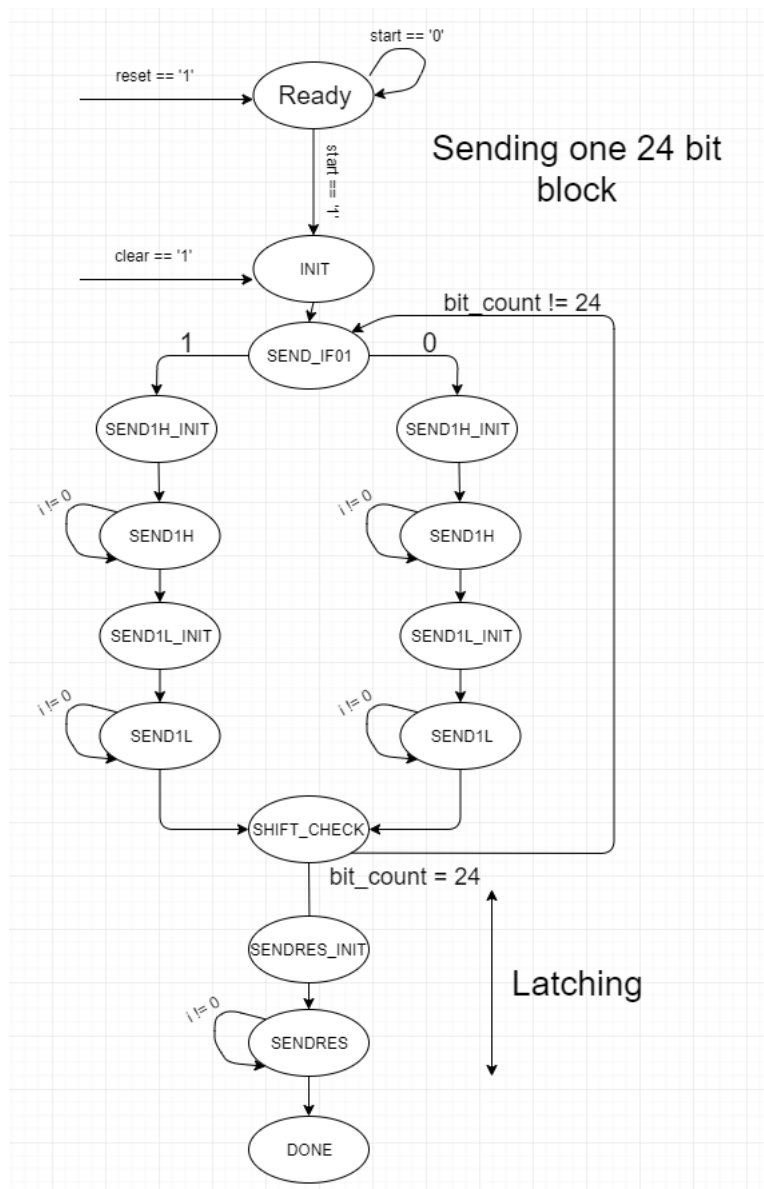 start == '0'
reset == '1'
Ready
start == '1'
Sending one 24 bit
block
clear == '1'
INIT
bit_count != 24
1
SEND_IF01
0
SEND1H_INIT
SEND1H_INIT
i != 0
SEND1H
i != 0
SEND1H
SEND1L_INIT
SEND1L_INIT
i != 0
SEND1L
i != 0
SEND1L
SHIFT_CHECK
bit_count = 24
SENDRES_INIT
Latching
i != 0
SENDRES
DONE